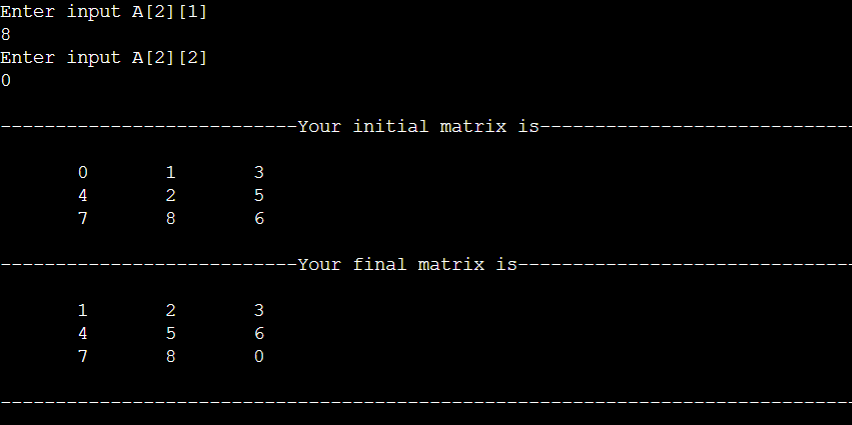 Enter input A[2][1]
8
Enter input A[2][2]
0
---------------------------Your initial matrix is-----------------------------
0 1 3
4 2 5
7 8 6
---------------------------Your final matrix is-------------------------------
1 2 3
4 5 6
7 8 0
------------------------------------------------------------------------------